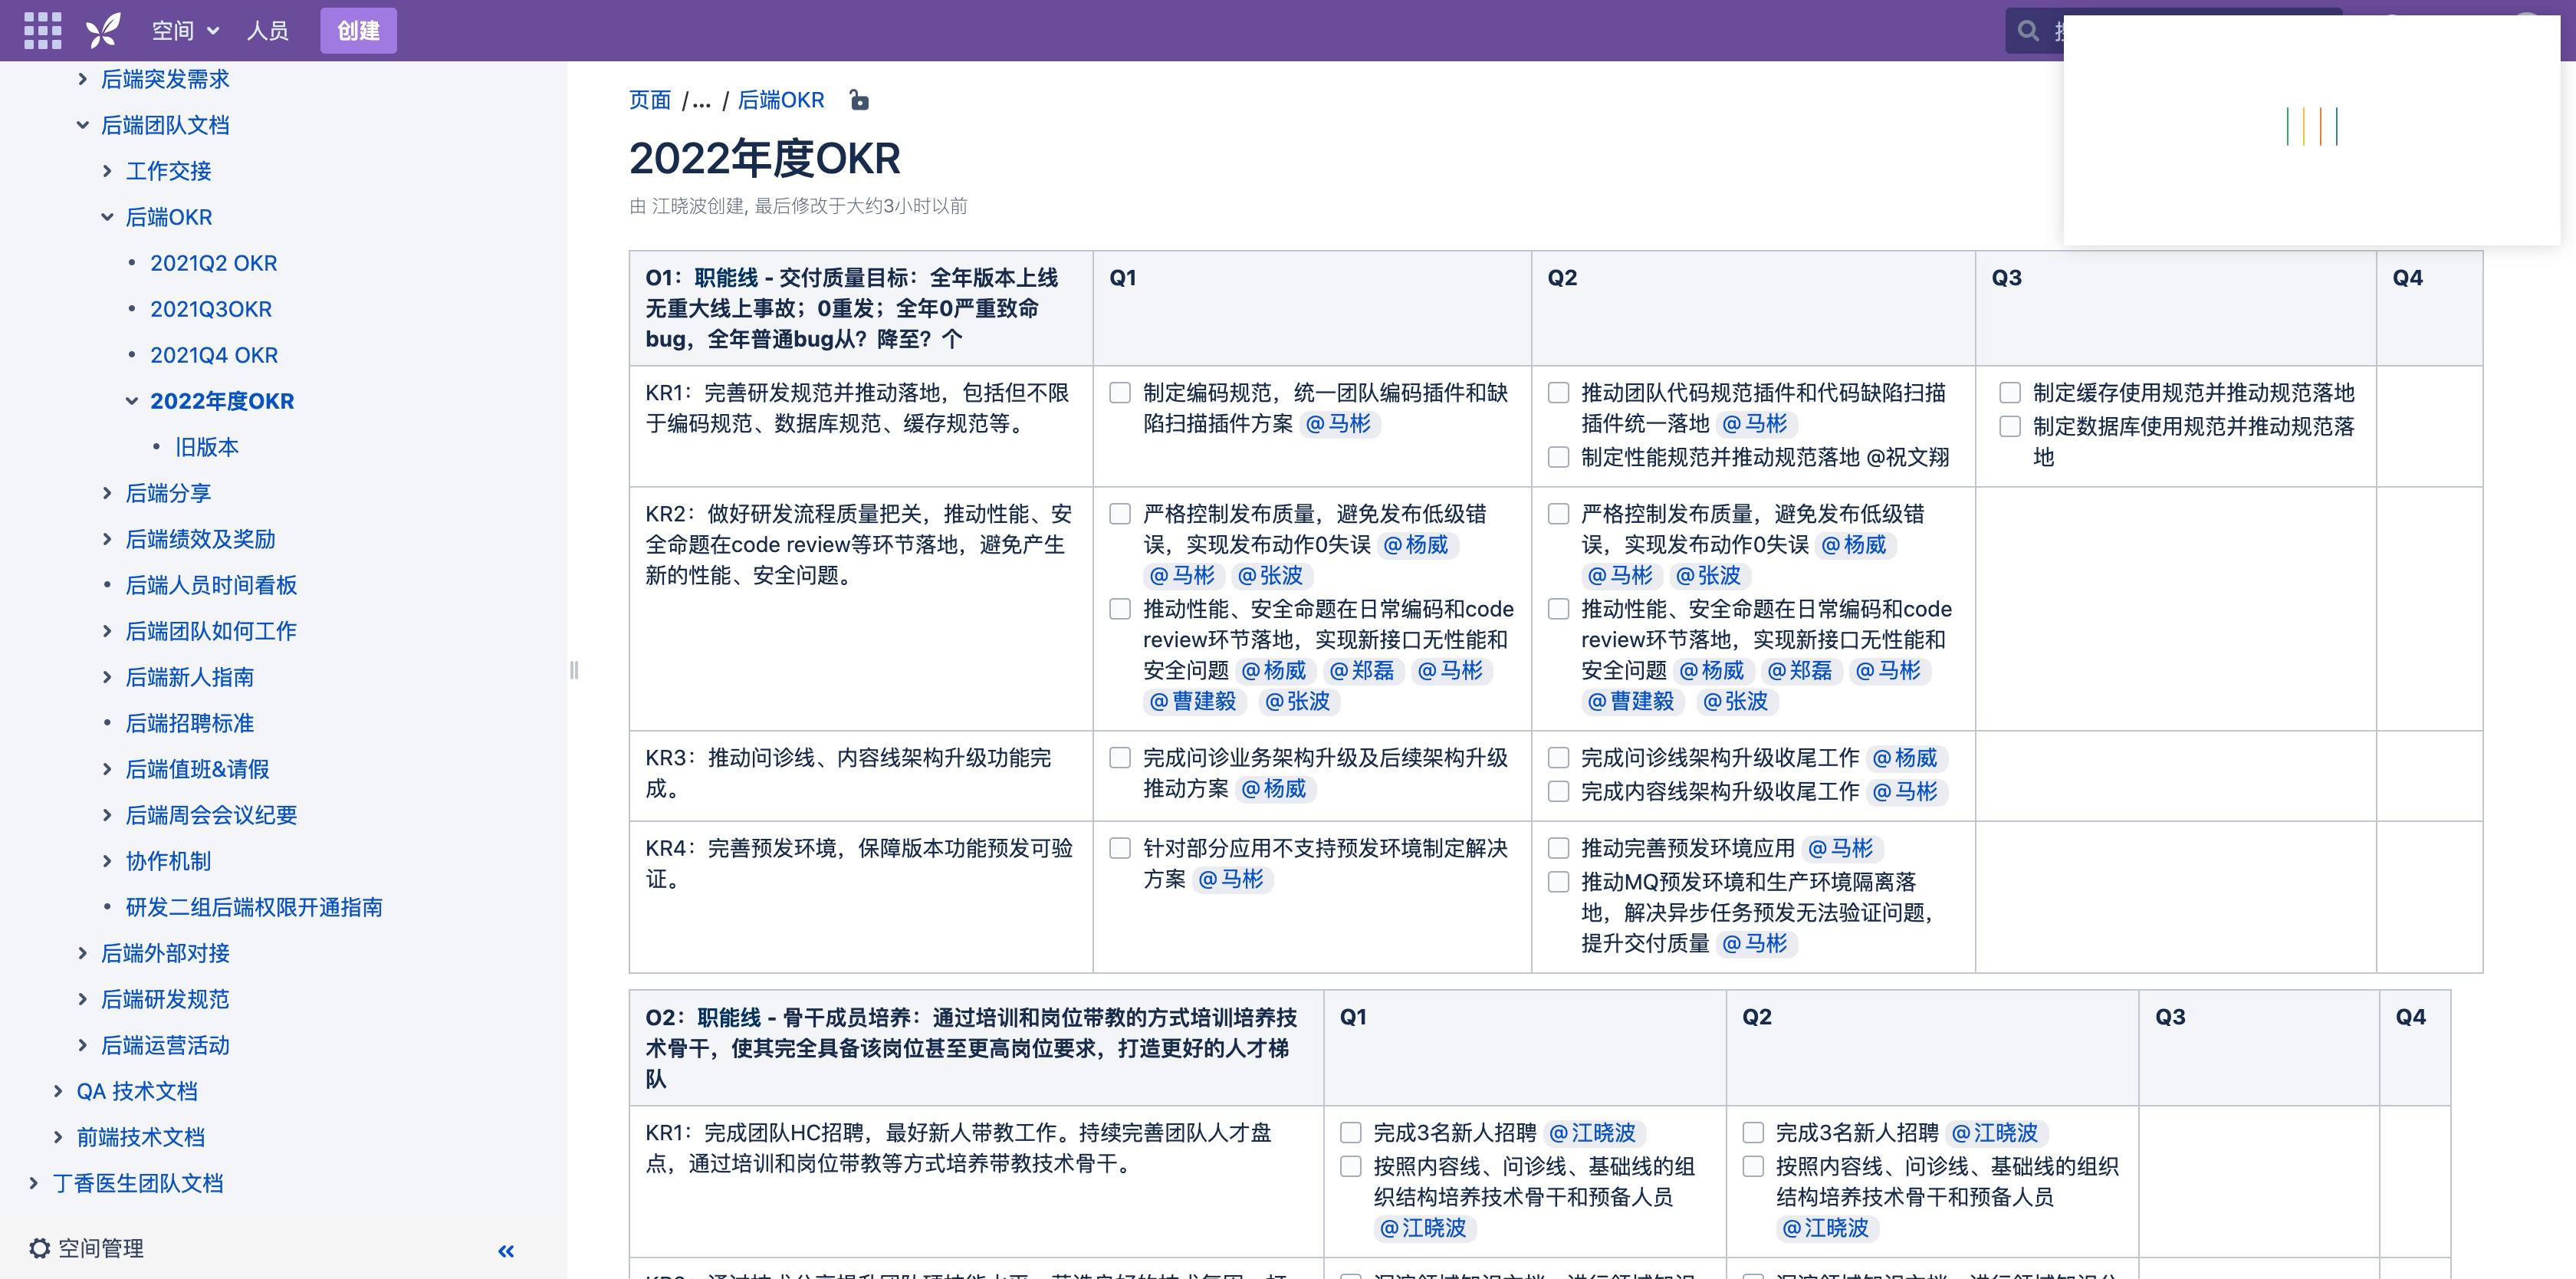 空间
人员
创建
后端突发需求
后端团队文档
工作交接
后端OKR
2021Q2 OKR
2021Q3OKR
2021Q4 OKR
2022年度OKR
旧版本
后端分享
后端绩效及奖励
后端人员时间看板
后端团队如何工作
后端新人指南
后端招聘标准
后端值班&请假
后端周会会议纪要
协作机制
研发二组后端权限开通指南
后端外部对接
后端研发规范
后端运营活动
QA 技术文档
前端技术文档
丁香医生团队文档
空间管理
页面 /... / 后端OKR
2022年度OKR
由 江晓波创建, 最后修改于大约3小时以前
O1：职能线 - 交付质量目标：全年版本上线
无重大线上事故；0重发；全年0严重致命
bug，全年普通bug从？降至？个
Q1
Q2
Q3
Q4
KR1：完善研发规范并推动落地，包括但不限
于编码规范、数据库规范、缓存规范等。
制定编码规范，统一团队编码插件和缺
陷扫描插件方案 @马彬
推动团队代码规范插件和代码缺陷扫描
插件统一落地 @马彬
制定性能规范并推动规范落地 @祝文翔
制定缓存使用规范并推动规范落地
制定数据库使用规范并推动规范落
地
KR2：做好研发流程质量把关，推动性能、安
全命题在code review等环节落地，避免产生
新的性能、安全问题。
严格控制发布质量，避免发布低级错
误，实现发布动作0失误 @杨威
@马彬 @张波
推动性能、安全命题在日常编码和code
review环节落地，实现新接口无性能和
安全问题 @杨威 @郑磊 @马彬
@曹建毅 @张波
严格控制发布质量，避免发布低级错
误，实现发布动作0失误 @杨威
@马彬 @张波
推动性能、安全命题在日常编码和code
review环节落地，实现新接口无性能和
安全问题 @杨威 @郑磊 @马彬
@曹建毅 @张波
KR3：推动问诊线、内容线架构升级功能完
成。
完成问诊业务架构升级及后续架构升级
推动方案 @杨威
完成问诊线架构升级收尾工作 @杨威
完成内容线架构升级收尾工作 @马彬
KR4：完善预发环境，保障版本功能预发可验
证。
针对部分应用不支持预发环境制定解决
方案 @马彬
推动完善预发环境应用 @马彬
推动MQ预发环境和生产环境隔离落
地，解决异步任务预发无法验证问题，
提升交付质量 @马彬
O2：职能线 - 骨干成员培养：通过培训和岗位带教的方式培训培养技
术骨干，使其完全具备该岗位甚至更高岗位要求，打造更好的人才梯
队
Q1
Q2
Q3
Q4
KR1：完成团队HC招聘，最好新人带教工作。持续完善团队人才盘
点，通过培训和岗位带教等方式培养带教技术骨干。
完成3名新人招聘 @江晓波
按照内容线、问诊线、基础线的组
织结构培养技术骨干和预备人员
@江晓波
完成3名新人招聘 @江晓波
按照内容线、问诊线、基础线的组织
结构培养技术骨干和预备人员
@江晓波